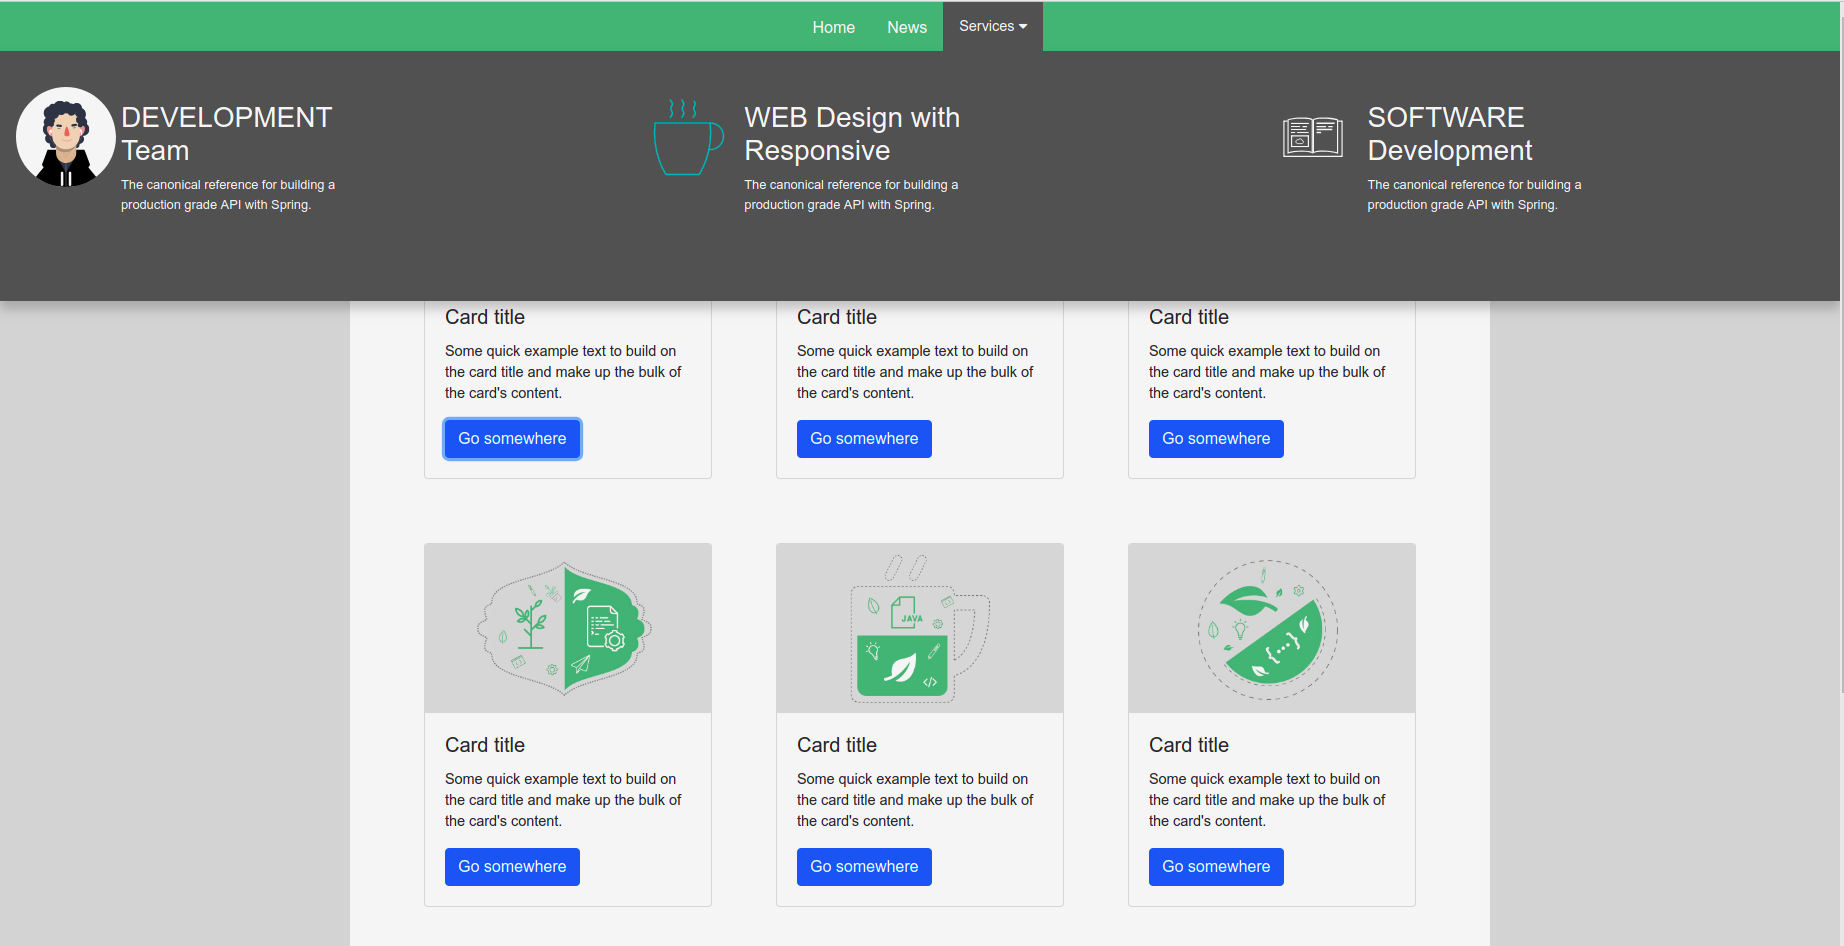 Home News Services
DEVELOPMENT
Team
The canonical reference for building a
production grade API with Spring.
WEB Design with
Responsive
The canonical reference for building a
production grade API with Spring.
SOFTWARE
Development
The canonical reference for building a
production grade API with Spring.
Card title
Some quick example text to build on
the card title and make up the bulk of
the card's content.
Go somewhere
Card title
Some quick example text to build on
the card title and make up the bulk of
the card's content.
Go somewhere
Card title
Some quick example text to build on
the card title and make up the bulk of
the card's content.
Go somewhere
Card title
Some quick example text to build on
the card title and make up the bulk of
the card's content.
Go somewhere
JAVA
</>
Card title
Some quick example text to build on
the card title and make up the bulk of
the card's content.
Go somewhere
{...}
Card title
Some quick example text to build on
the card title and make up the bulk of
the card's content.
Go somewhere